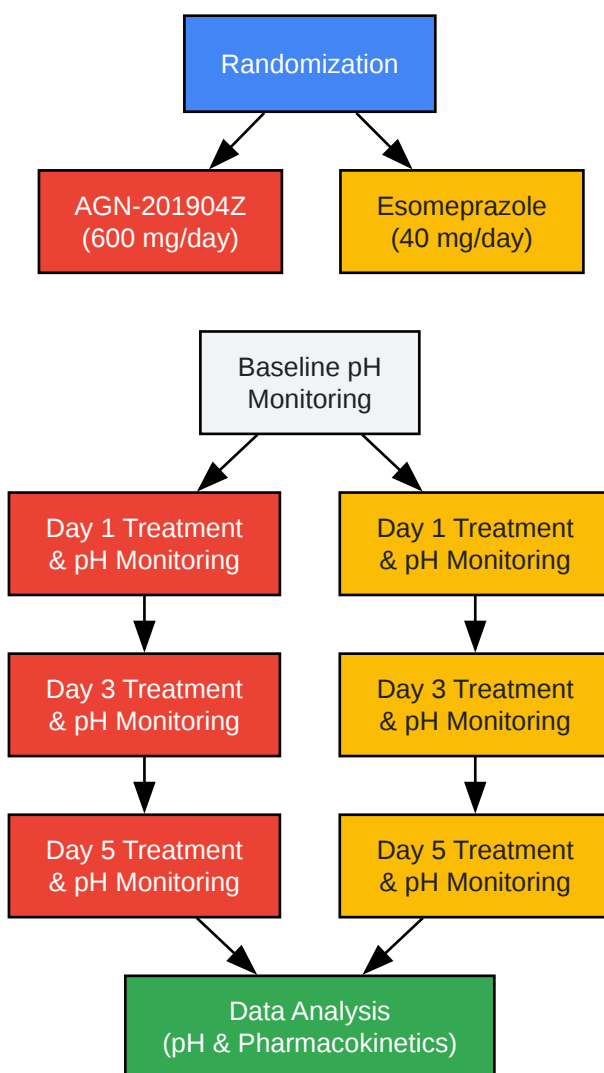 Randomization
AGN-201904Z
(600 mg/day)
Esomeprazole
(40 mg/day)
Baseline pH
Monitoring
Day 1 Treatment
& pH Monitoring
Day 1 Treatment
& pH Monitoring
Day 3 Treatment
& pH Monitoring
Day 3 Treatment
& pH Monitoring
Day 5 Treatment
& pH Monitoring
Day 5 Treatment
& pH Monitoring
Data Analysis
(pH & Pharmacokinetics)